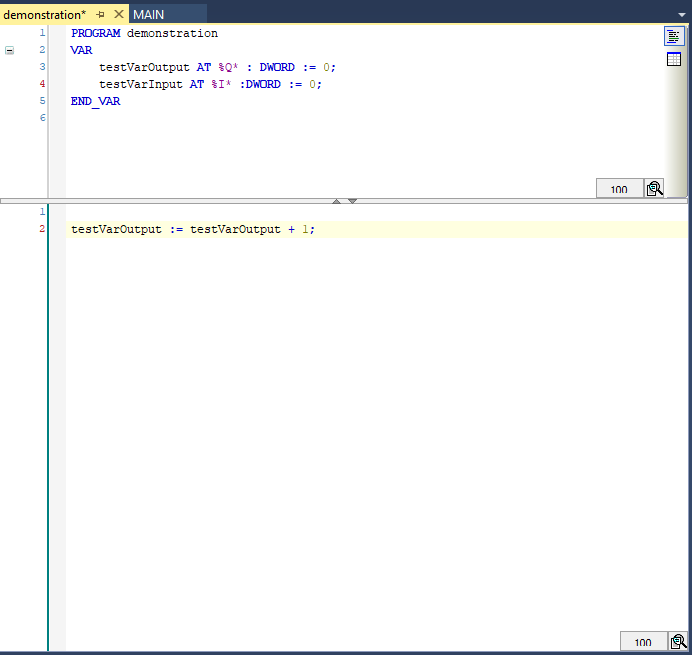 demonstration* MAIN
1 PROGRAM demonstration
2 VAR
3 testVarOutput AT %Q* : DWORD := 0;
4 testVarInput AT %I* :DWORD := 0;
5 END_VAR
6
100
1
2 testVarOutput := testVarOutput + 1;
100